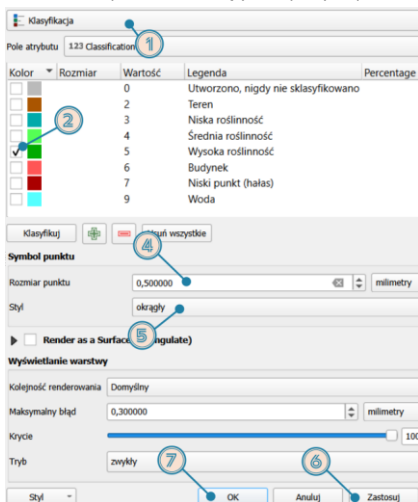 Klasyfikacja
1
Pole atrybutu 123 Classification
Kolor Rozmiar Wartość Legenda Percentage
0 Utworzono, nigdy nie sklasyfikowano
2 Teren
3 Niska roślinność
2
4 Średnia roślinność
5 Wysoka roślinność
6 Budynek
7 Niski punkt (hałas)
9 Woda
Klasyfikuj wszystkie
4
Symbol punktu
Rozmiar punktu 0,500000 milimetry
Styl okrągły
5
Render as a
Wyświetlanie warstwy
Kolejność renderowania Domyślny
Maksymalny błąd 0,300000 milimetry
Krycie 100
Tryb zwykły
7 6
Styl OK Anuluj Zastosuj